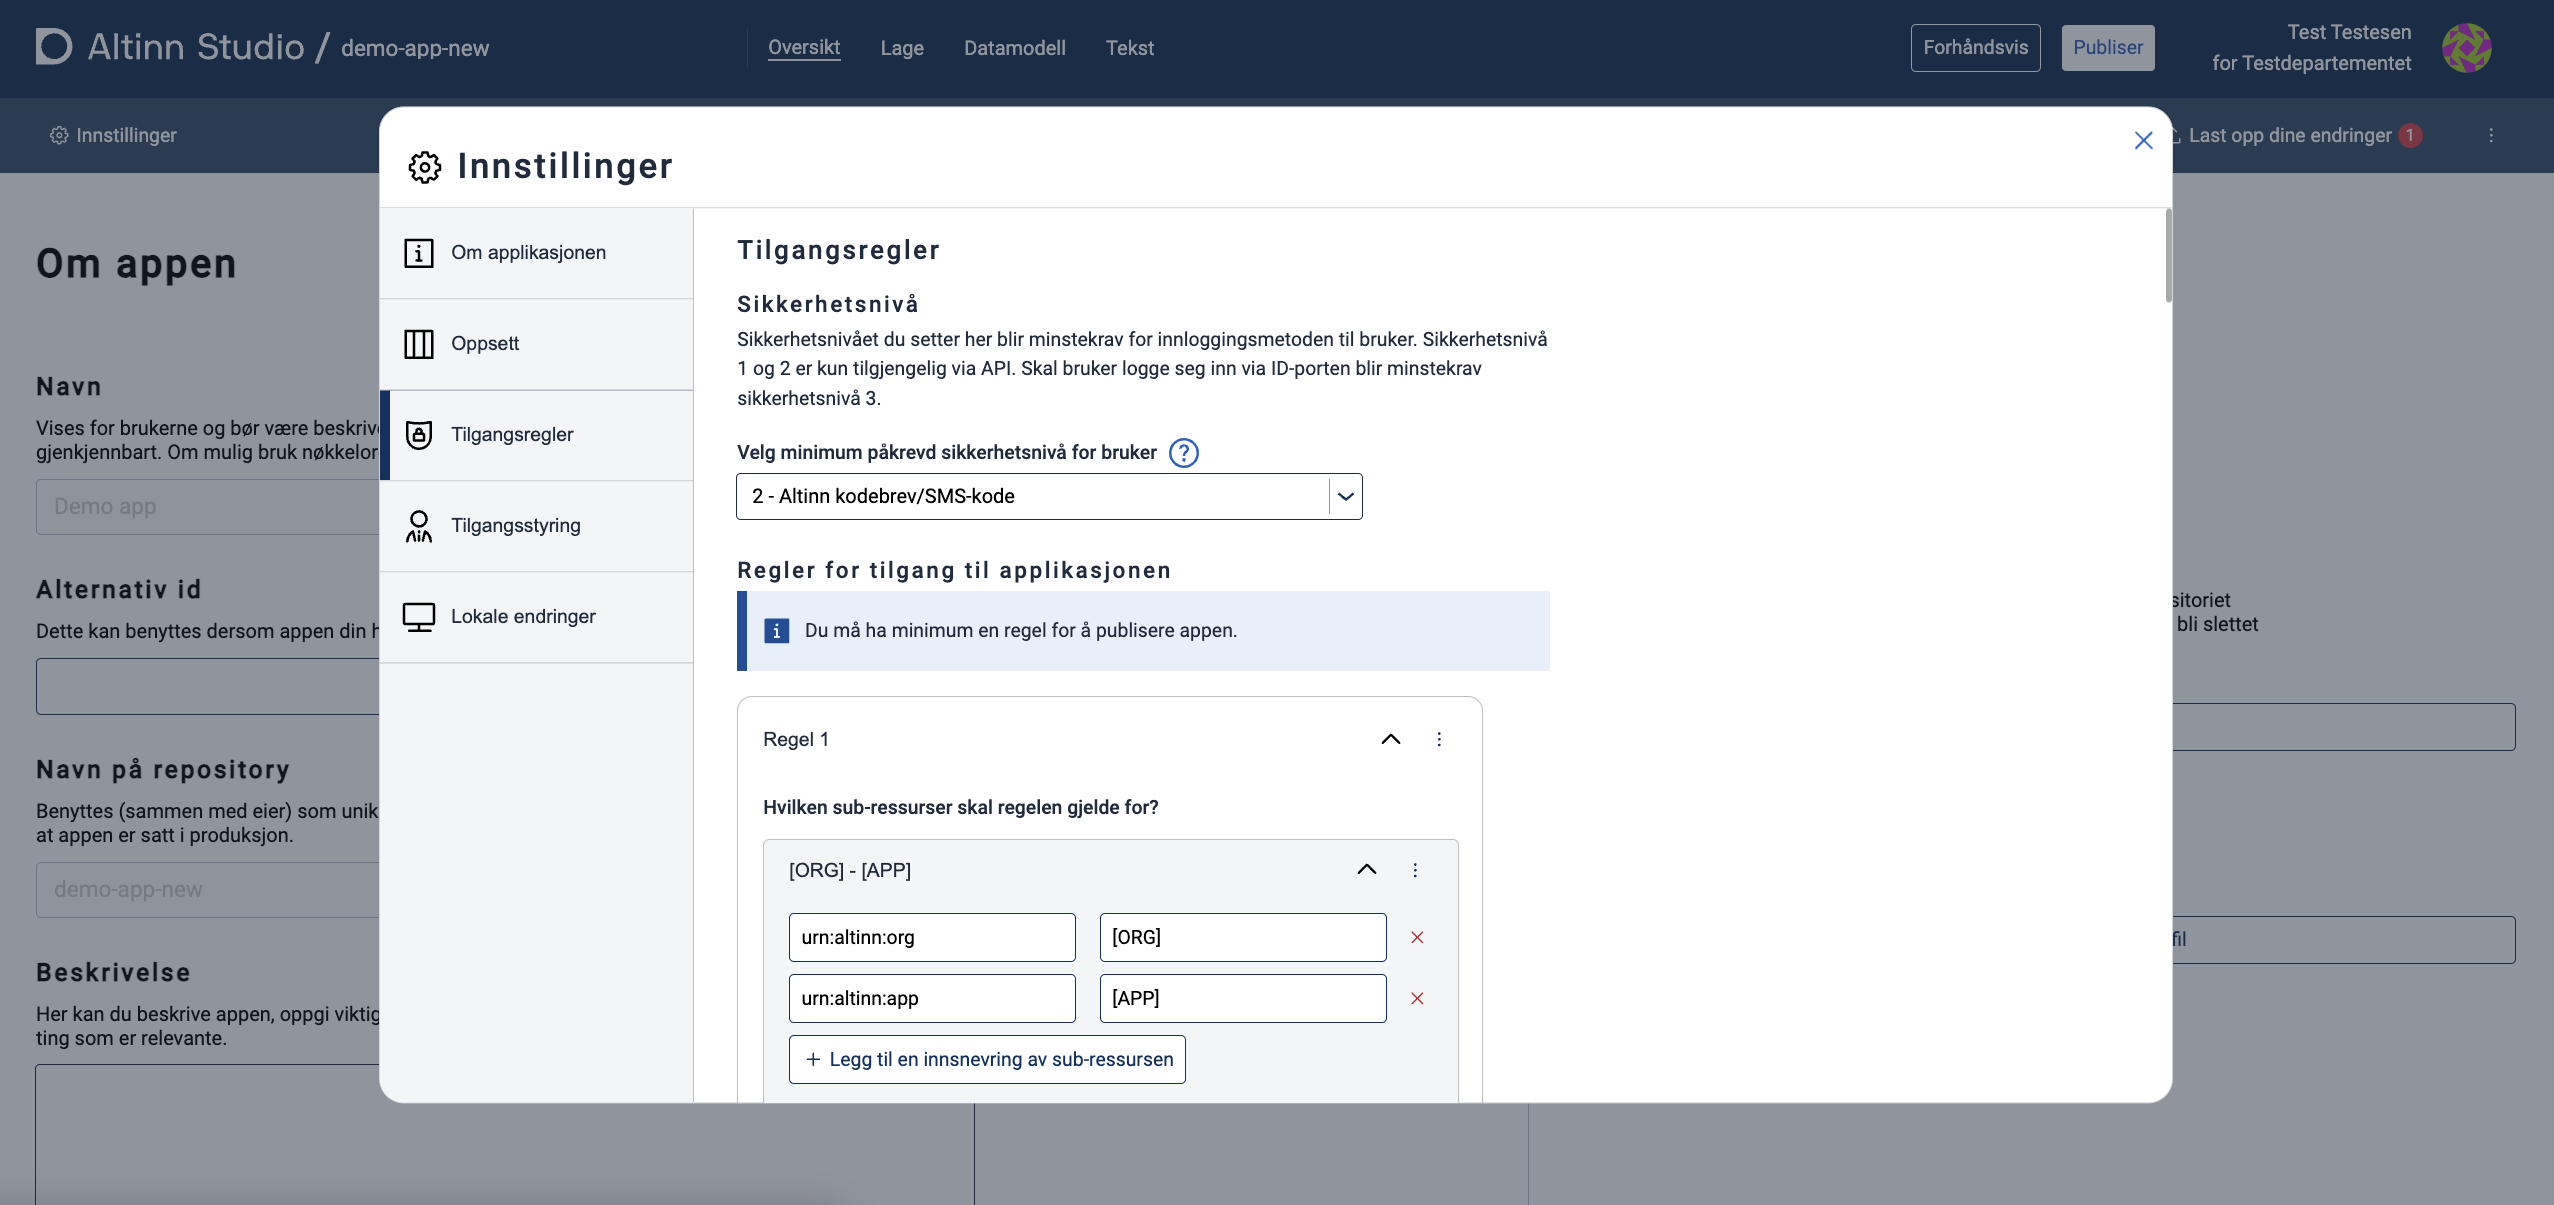 Altinn Studio / demo-app-new
Oversikt
Lage
Datamodell
Tekst
Forhåndsvis
Publiser
Test Testesen
for Testdepartementet
Innstillinger
Last opp dine endringer 1
Om appen
Navn
Vises for brukerne og bør være
gjenkjennbart. Om mulig bruk
Demo app
Alternativ id
Dette kan benyttes dersom appen din
Navn på repository
Benyttes (sammen med eier) som
at appen er satt i produksjon.
demo-app-new
Beskrivelse
Her kan du beskrive appen, oppgi
ting som er relevante.
bli slettet
Innstillinger
Om applikasjonen
Oppsett
Tilgangsregler
Tilgangsstyring
Lokale endringer
Tilgangsregler
Sikkerhetsnivå
Sikkerhetsnivået du setter her blir minstekrav for innloggingsmetoden til bruker. Sikkerhetsnivå
1 og 2 er kun tilgjengelig via API. Skal bruker logge seg inn via ID-porten blir minstekrav
sikkerhetsnivå 3.
Velg minimum påkrevd sikkerhetsnivå for bruker ?
2 - Altinn kodebrev/SMS-kode
Regler for tilgang til applikasjonen
Du må ha minimum en regel for å publisere appen.
Regel 1
Hvilken sub-ressurser skal regelen gjelde for?
[ORG] - [APP]
urn:altinn:org
[ORG]
urn:altinn:app
[APP]
+ Legg til en innsnevring av sub-ressursen